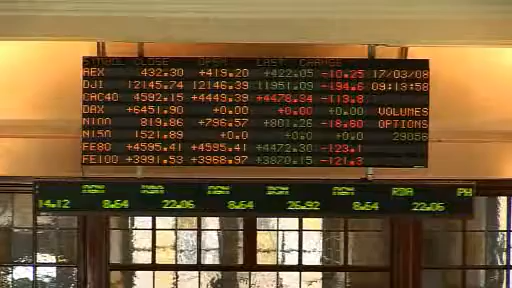 SYMBOL CLOSE OPEN LAST CHANGE
AEX 432.30 +419.20 +422.05 -10.25 17/03/08
DJI 12145.74 12146.39 11951.09 -194.6 09:13:58
CAC40 4592.15 +4449.39 +4478.34 -113.8
DAX +6451.90 +0.00 +0.00 +0.00 VOLUMES
N100 819.86 +796.57 +801.26 -18.60 OPTIONS
N150 1521.89 +0.0 +0.0 +0.0 29056
FE80 +4595.41 +4595.41 +4472.30 -123.1
FE100 +3991.53 +3968.97 +3870.15 -121.3
RDA PH
14.12 8.64 22.06 8.64 26.92 8.64 22.06